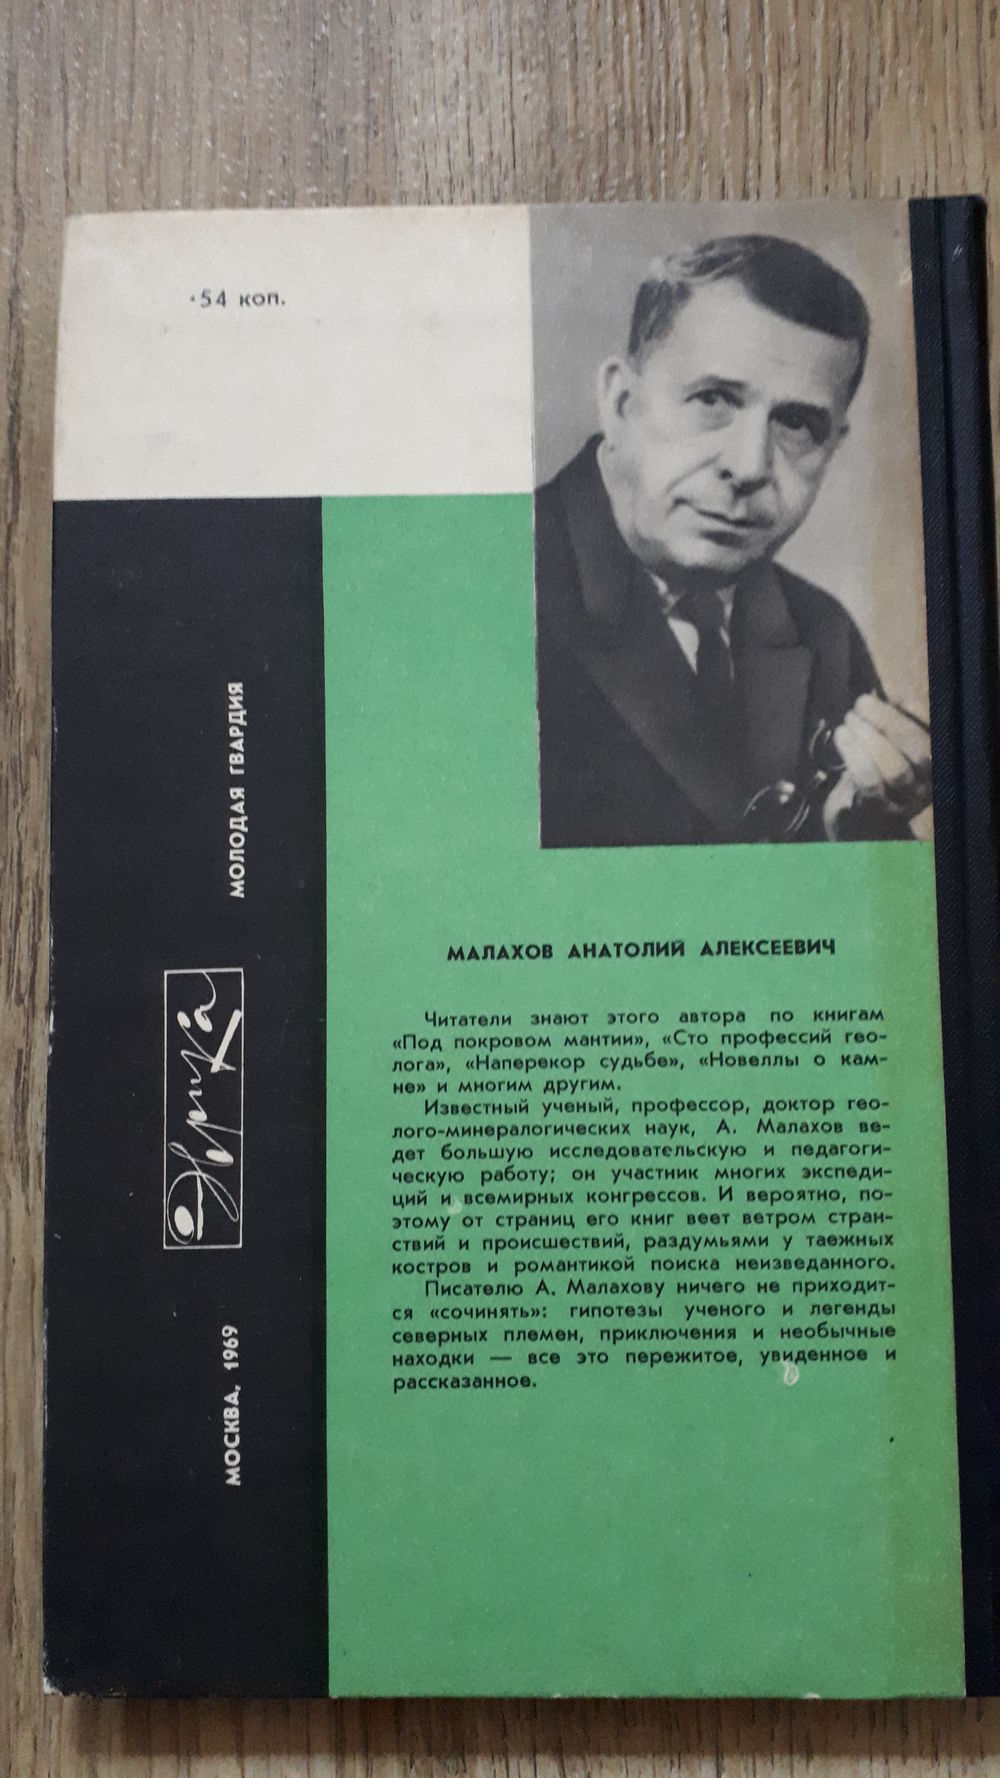 54 коп.
МОЛОДАЯ ГВАРДИЯ
Эврика
МОСКВА, 1969
МАЛАХОВ АНАТОЛИЙ АЛЕКСЕЕВИЧ
Читатели знают этого автора по книгам
«Под покровом мантии», «Сто профессий гео-
лога», «Наперекор судьбе», «Новеллы о кам-
не» и многим другим.
Известный ученый, профессор, доктор гео-
лого-минералогических наук, А. Малахов ве-
дет большую исследовательскую и педагоги-
ческую работу; он участник многих экспеди-
ций и всемирных конгрессов. И вероятно, по-
этому от страниц его книг веет ветром стран-
ствий и происшествий, раздумьями у таежных
костров и романтикой поиска неизведанного.
Писателю А. Малахову ничего не приходит-
ся «сочинять»: гипотезы ученого и легенды
северных племен, приключения и необычные
находки — все это пережитое, увиденное и
рассказанное.